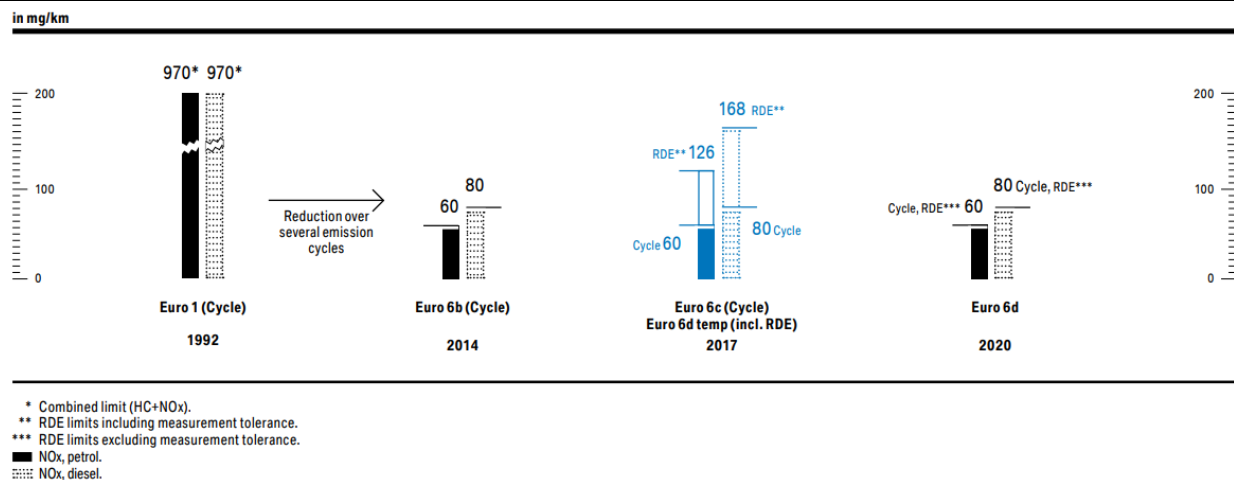 in mg/km
970* 970*
200
100
0
Reduction over
several emission
cycles
60
80
RDE** 126
168 RDE**
Cycle 60
80 Cycle
Cycle, RDE*** 60
80 Cycle, RDE***
200
100
0
Euro 1 (Cycle)
1992
Euro 6b (Cycle)
2014
Euro 6c (Cycle)
Euro 6d temp (incl. RDE)
2017
Euro 6d
2020
* Combined limit (HC+NOx).
** RDE limits including measurement tolerance.
*** RDE limits excluding measurement tolerance.
NOx, petrol.
NOx, diesel.